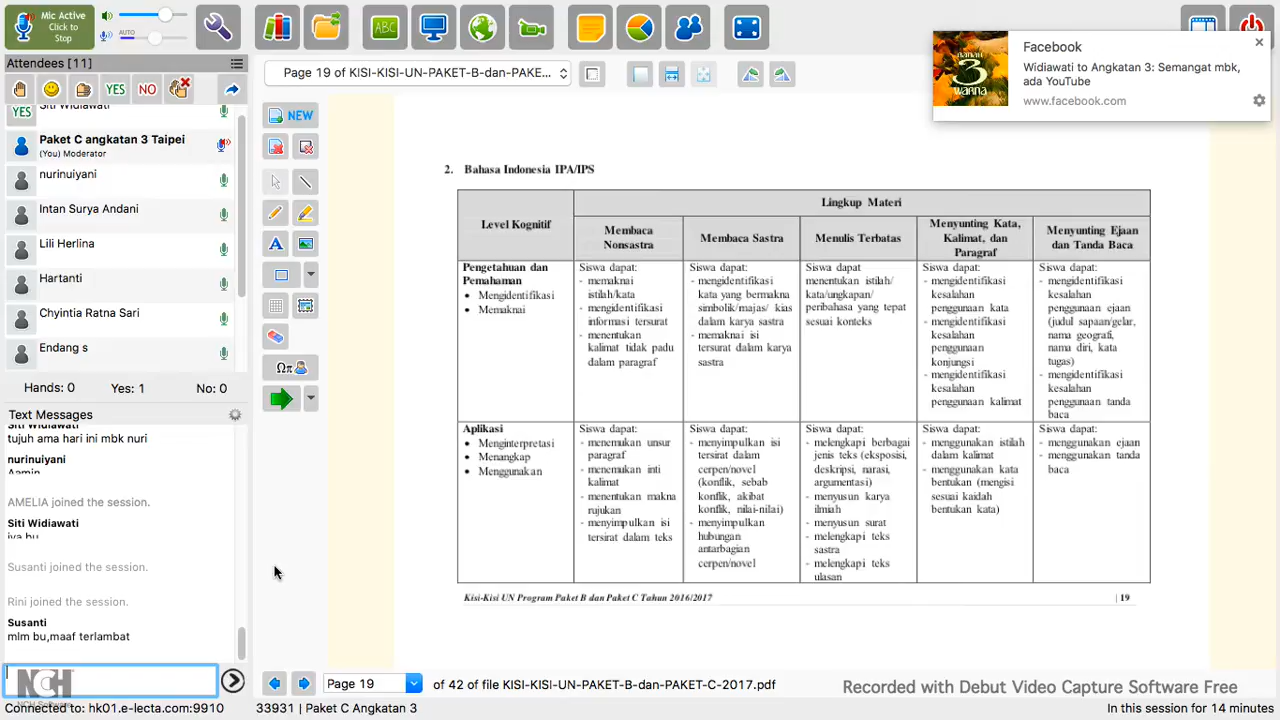 Mic Active
Click to
Stop
AUTO
ABC
Attendees [11]
YES
NO
YES
Siti Widiawati
Paket C angkatan 3 Taipei
(You) Moderator
nurinuiyani
Intan Surya Andani
Lili Herlina
Hartanti
Chyintia Ratna Sari
Endang s
Hands: 0
Yes: 1
No: 0
Text Messages
Siti Widiawati
tujuh ama hari ini mbk nuri
nurinuiyani
Aamin
AMELIA joined the session.
Siti Widiawati
iya bu
Susanti joined the session.
Rini joined the session.
Susanti
mlm bu,maaf terlambat
NCH
NCH Software
Connected to: hk01.e-lecta.com:9910
Page 19 of KISI-KISI-UN-PAKET-B-dan-PAKE...
Facebook
Widiawati to Angkatan 3: Semangat mbk,
ada YouTube
www.facebook.com
3
WARNA
NEW
A
Ωπ
2. Bahasa Indonesia IPA/IPS
Level Kognitif
Lingkup Materi
Membaca
Nonsastra
Membaca Sastra
Menulis Terbatas
Menyunting Kata,
Kalimat, dan
Paragraf
Menyunting Ejaan
dan Tanda Baca
Pengetahuan dan
Pemahaman
• Mengidentifikasi
• Memaknai
Siswa dapat:
- memaknai
istilah/kata
- mengidentifikasi
informasi tersurat
- menentukan
kalimat tidak padu
dalam paragraf
Siswa dapat:
- mengidentifikasi
kata yang bermakna
simbolik/majas/ kias
dalam karya sastra
- memaknai isi
tersurat dalam karya
sastra
Siswa dapat
menentukan istilah/
kata/ungkapan/
peribahasa yang tepat
sesuai konteks
Siswa dapat:
- mengidentifikasi
kesalahan
penggunaan kata
- mengidentifikasi
kesalahan
penggunaan
konjungsi
- mengidentifikasi
kesalahan
penggunaan kalimat
Siswa dapat:
- mengidentifikasi
kesalahan
penggunaan ejaan
(judul sapaan/gelar,
nama geografi,
nama diri, kata
tugas)
- mengidentifikasi
kesalahan
penggunaan tanda
baca
Aplikasi
• Menginterpretasi
• Menangkap
• Menggunakan
Siswa dapat:
- menemukan unsur
paragraf
- menemukan inti
kalimat
- menentukan makna
rujukan
- menyimpulkan isi
tersirat dalam teks
Siswa dapat:
- menyimpulkan isi
tersirat dalam
cerpen/novel
(konflik, sebab
konflik, akibat
konflik, nilai-nilai)
- menyimpulkan
hubungan
antarbagian
cerpen/novel
Siswa dapat:
- melengkapi berbagai
jenis teks (eksposisi,
deskripsi, narasi,
argumentasi)
- menyusun karya
ilmiah
- menyusun surat
- melengkapi teks
sastra
- melengkapi teks
ulasan
Siswa dapat:
- menggunakan istilah
dalam kalimat
- menggunakan kata
bentukan (mengisi
sesuai kaidah
bentukan kata)
Siswa dapat:
- menggunakan ejaan
- menggunakan tanda
baca
Kisi-Kisi UN Program Paket B dan Paket C Tahun 2016/2017
| 19
Page 19
of 42 of file KISI-KISI-UN-PAKET-B-dan-PAKET-C-2017.pdf
Recorded with Debut Video Capture Software Free
33931 | Paket C Angkatan 3
In this session for 14 minutes